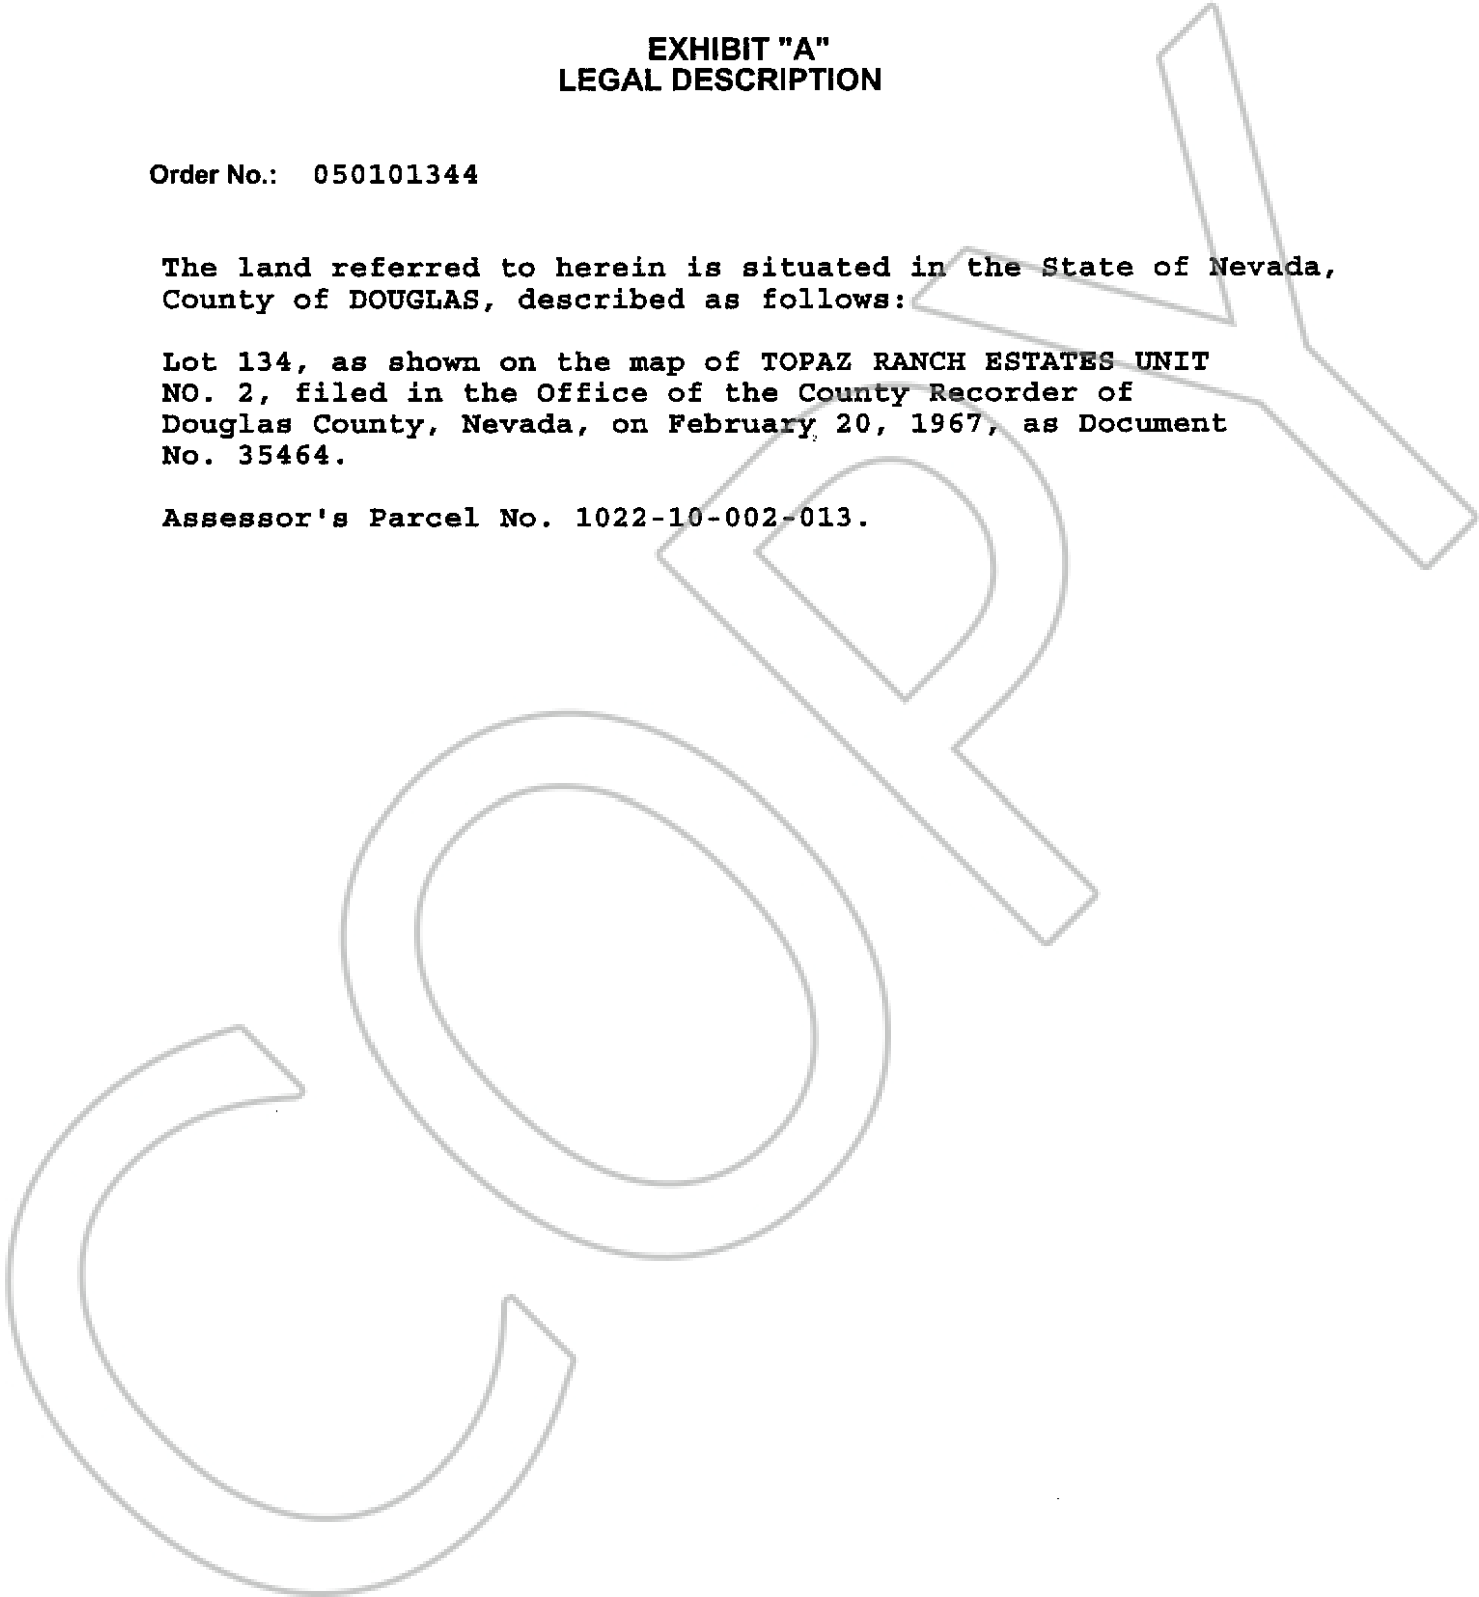 EXHIBIT "A"
LEGAL DESCRIPTION
Order No.: 050101344
The land referred to herein is situated in the State of Nevada,
County of DOUGLAS, described as follows:
Lot 134, as shown on the map of TOPAZ RANCH ESTATES UNIT
NO. 2, filed in the Office of the County Recorder of
Douglas County, Nevada, on February 20, 1967, as Document
No. 35464.
Assessor's Parcel No. 1022-10-002-013.
COPY